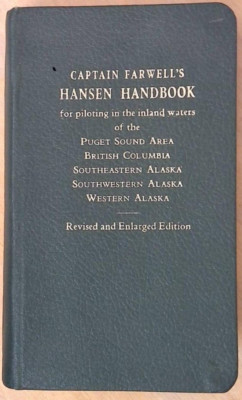 CAPTAIN FARWELL'S
HANSEN HANDBOOK
for piloting in the inland waters
of the
PUGET SOUND AREA
BRITISH COLUMBIA
SOUTHEASTERN ALASKA
SOUTHWESTERN ALASKA
WESTERN ALASKA
Revised and Enlarged Edition